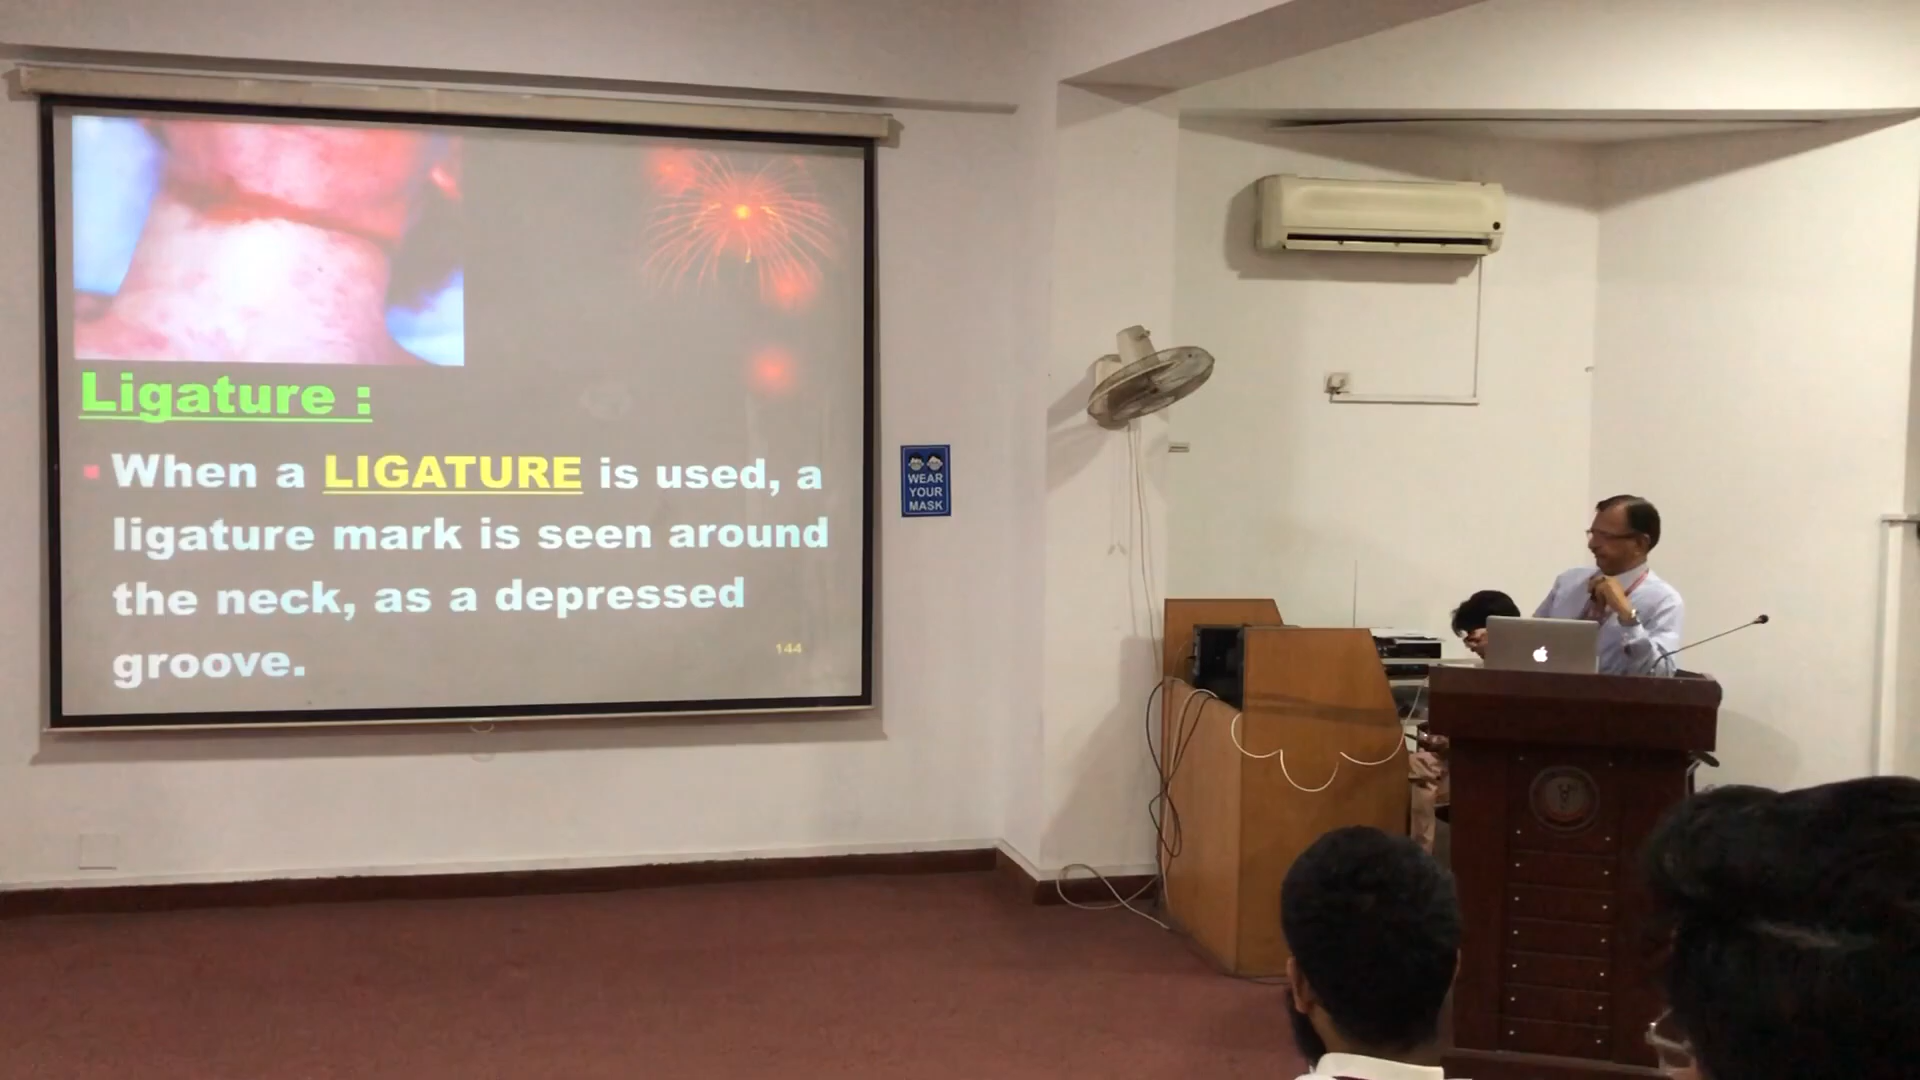 Ligature :
When a LIGATURE is used, a
ligature mark is seen around
the neck, as a depressed
groove.
144
WEAR
YOUR
MASK